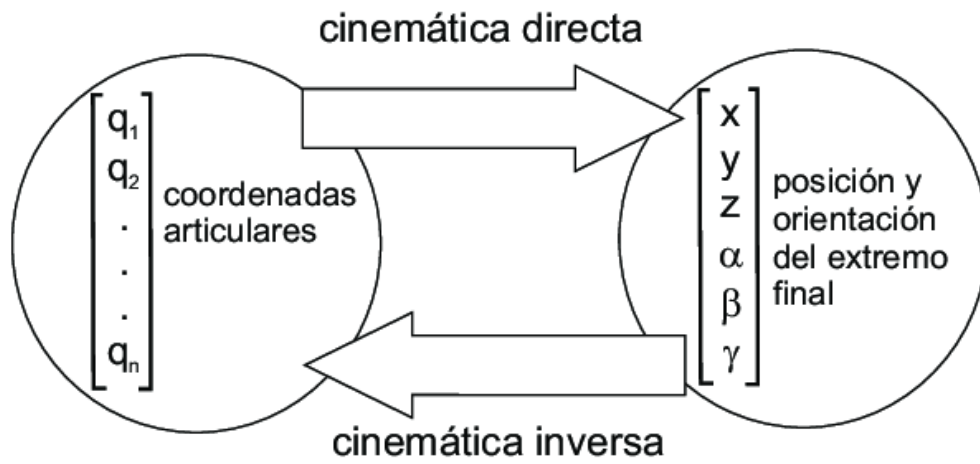 cinemática directa
q1
q2
.
.
.
qn
coordenadas
articulares
x
y
z
α
β
γ
posición y
orientación
del extremo
final
cinemática inversa